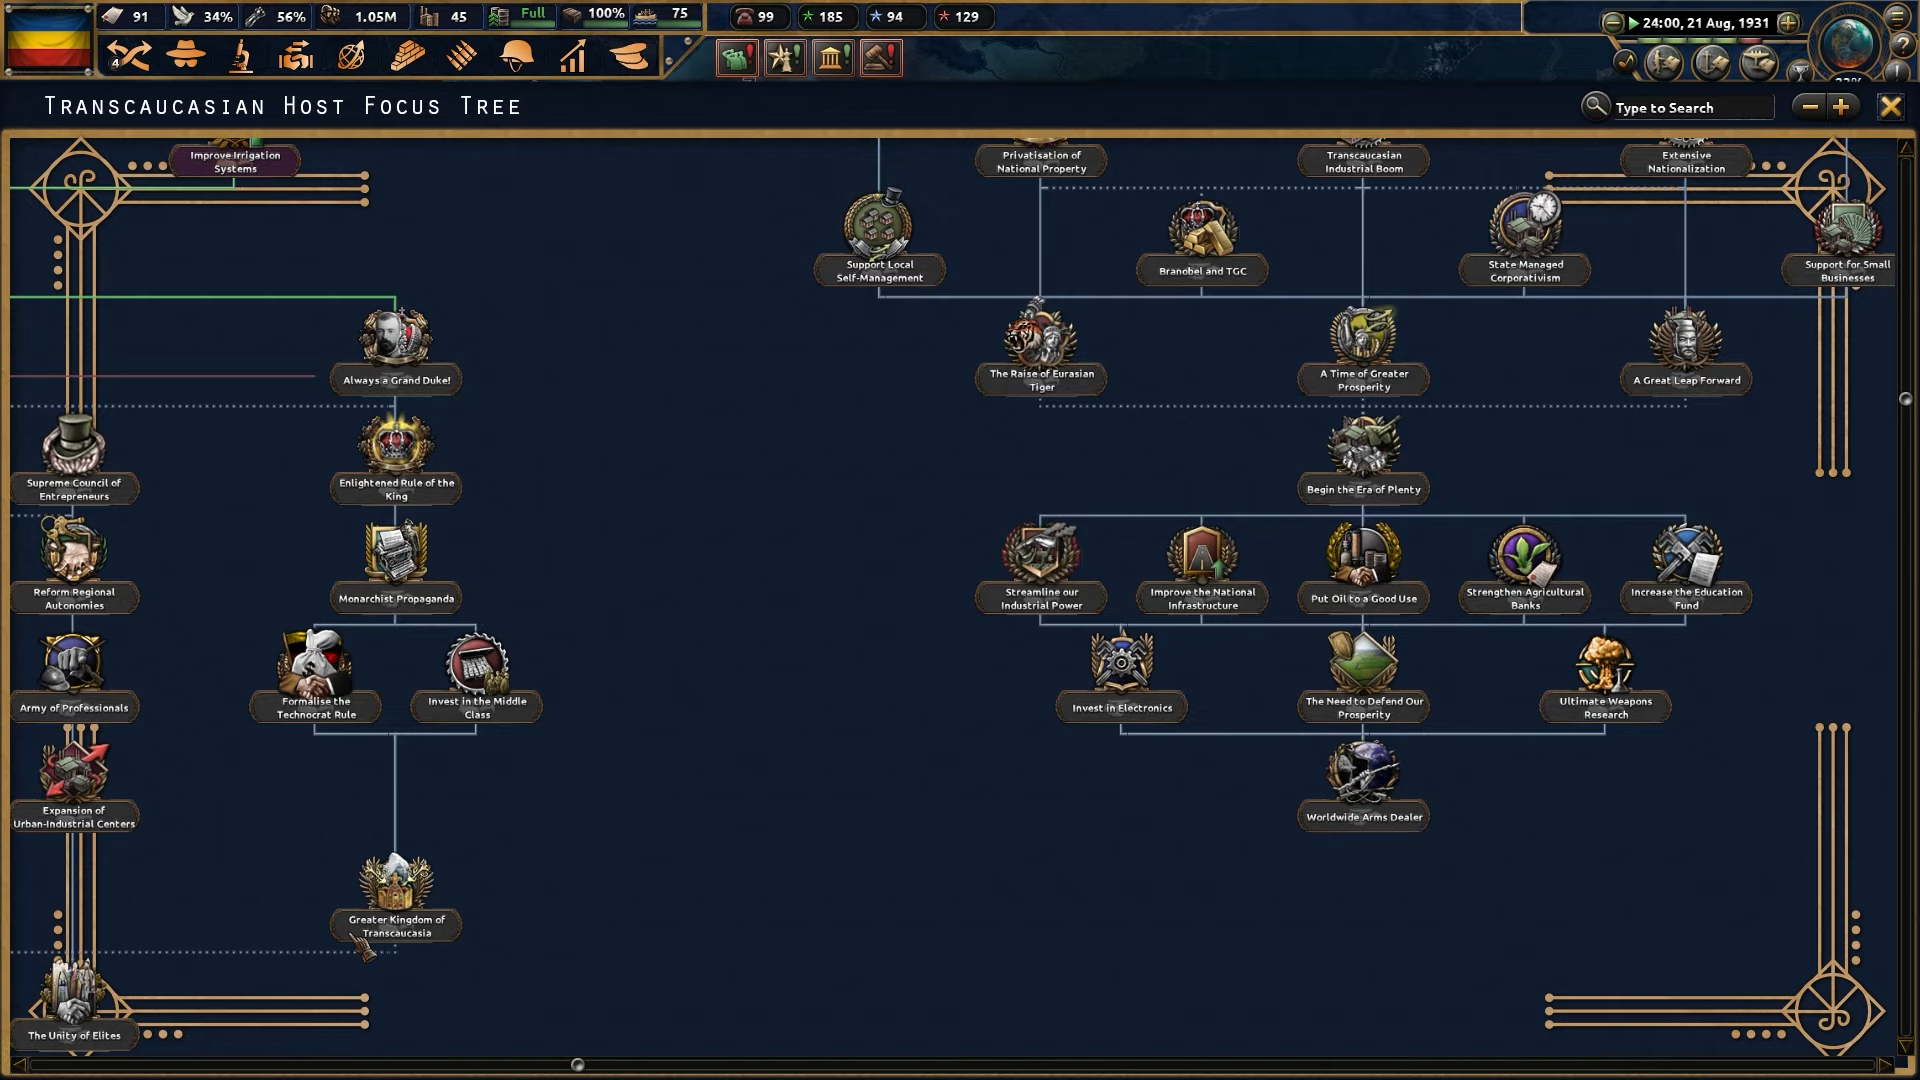 91
34%
56%
1.05M
45
Full
100%
75
99
185
94
129
24:00, 21 Aug, 1931
4
Transcaucasian Host Focus Tree
Type to Search
Improve Irrigation
Systems
Privatisation of
National Property
Transcaucasian
Industrial Boom
Extensive
Nationalization
Support Local
Self-Management
Branobel and TGC
State Managed
Corporativism
Support for Small
Businesses
Always a Grand Duke!
The Raise of Eurasian
Tiger
A Time of Greater
Prosperity
A Great Leap Forward
Supreme Council of
Entrepreneurs
Enlightened Rule of the
King
Begin the Era of Plenty
Reform Regional
Autonomies
Monarchist Propaganda
Streamline our
Industrial Power
Improve the National
Infrastructure
Put Oil to a Good Use
Strengthen Agricultural
Banks
Increase the Education
Fund
Army of Professionals
Formalise the
Technocrat Rule
Invest in the Middle
Class
Invest in Electronics
The Need to Defend Our
Prosperity
Ultimate Weapons
Research
Expansion of
Urban-Industrial Centers
Worldwide Arms Dealer
Greater Kingdom of
Transcaucasia
The Unity of Elites